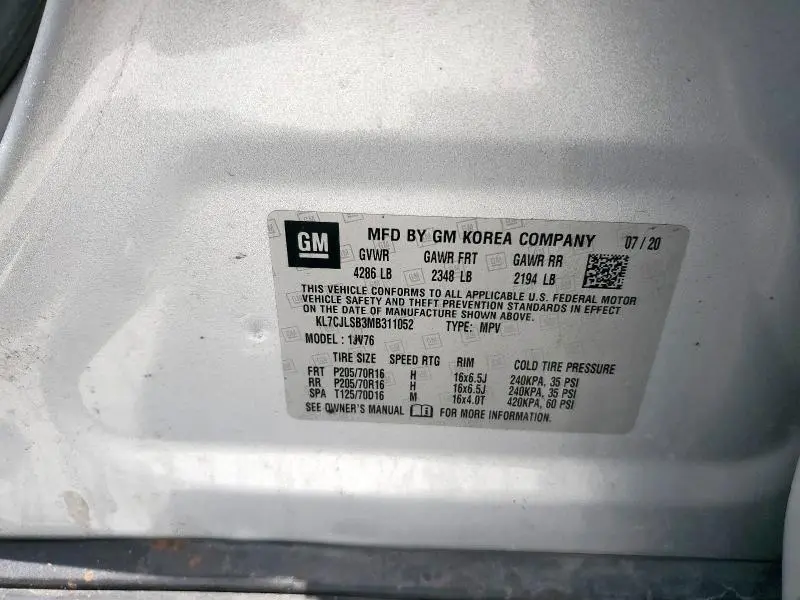 GM
MFD BY GM KOREA COMPANY 07 / 20
GVWR GAWR FRT GAWR RR
4286 LB 2348 LB 2194 LB
THIS VEHICLE CONFORMS TO ALL APPLICABLE U.S. FEDERAL MOTOR
VEHICLE SAFETY AND THEFT PREVENTION STANDARDS IN EFFECT
ON THE DATE OF MANUFACTURE SHOWN ABOVE.
KL7CJLSB3MB311052 TYPE: MPV
MODEL : 1JV76
TIRE SIZE SPEED RTG RIM COLD TIRE PRESSURE
FRT P205/70R16 H 16x6.5J 240KPA, 35 PSI
RR P205/70R16 H 16x6.5J 240KPA, 35 PSI
SPA T125/70D16 M 16x4.0T 420KPA, 60 PSI
SEE OWNER'S MANUAL FOR MORE INFORMATION.